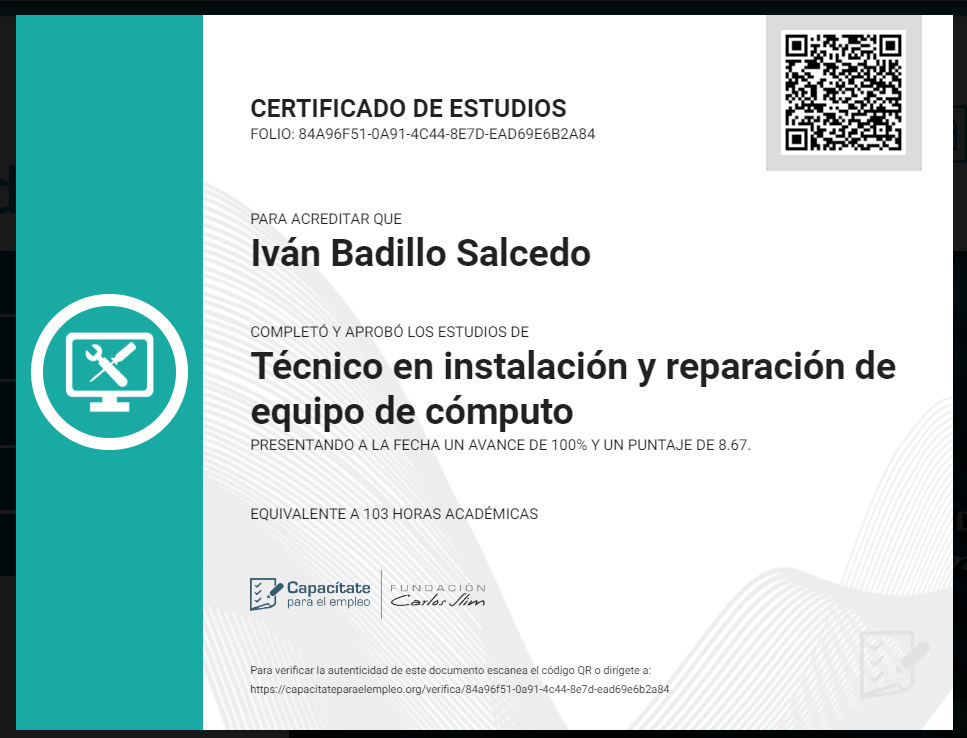 CERTIFICADO DE ESTUDIOS
FOLIO: 84A96F51-0A91-4C44-8E7D-EAD69E6B2A84
PARA ACREDITAR QUE
Iván Badillo Salcedo
COMPLETÓ Y APROBÓ LOS ESTUDIOS DE
Técnico en instalación y reparación de
equipo de cómputo
PRESENTANDO A LA FECHA UN AVANCE DE 100% Y UN PUNTAJE DE 8.67.
EQUIVALENTE A 103 HORAS ACADÉMICAS
Capacítate
para el empleo
FUNDACIÓN
Carlos Slim
Para verificar la autenticidad de este documento escanea el código QR o dirígete a:
https://capacitateparaelempleo.org/verifica/84a96f51-0a91-4c44-8e7d-ead69e6b2a84